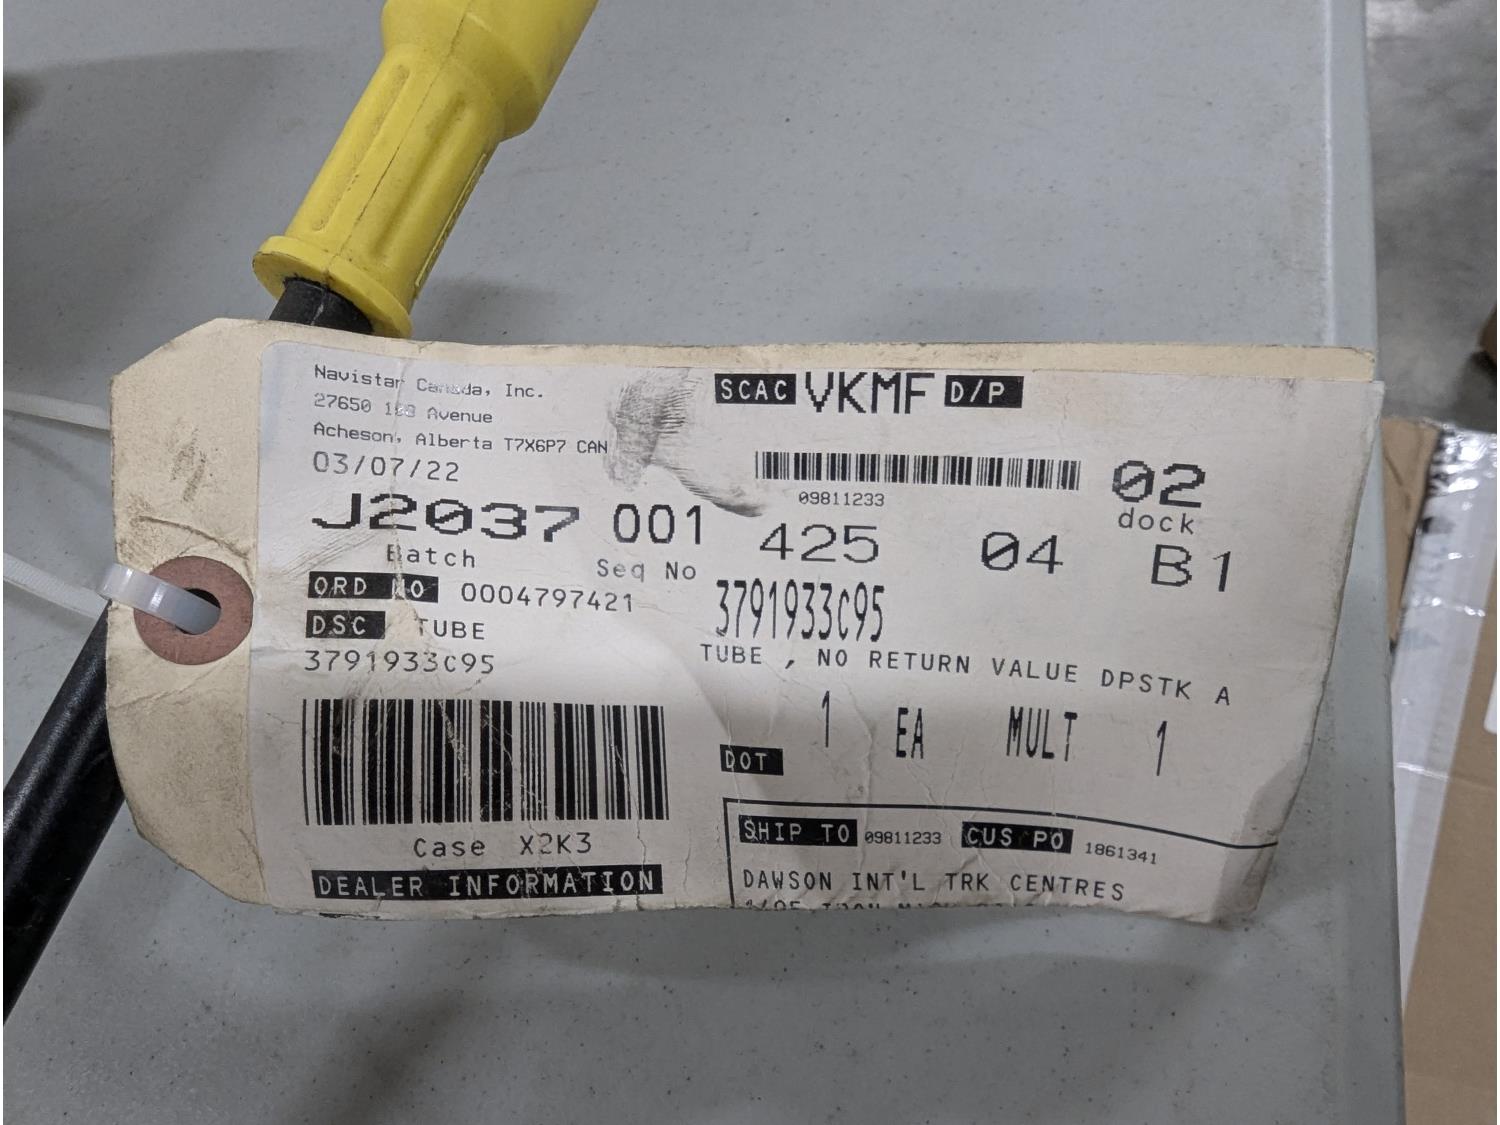 Navistar Canada, Inc.
27650 Avenue
Acheson, Alberta T7X6P7 CAN
03/07/22
J2037 001
Batch Seq No
ORD NO 0004797421
DSC TUBE
3791933C95
Case X2K3
DEALER INFORMATION
SCAC VKMF D/P
09811233
02
dock
425 04 B1
3791933C95
TUBE , NO RETURN VALUE DPSTK A
1 EA MULT 1
DOT
SHIP TO 09811233 CUS PO 1861341
DAWSON INT'L TRK CENTRES